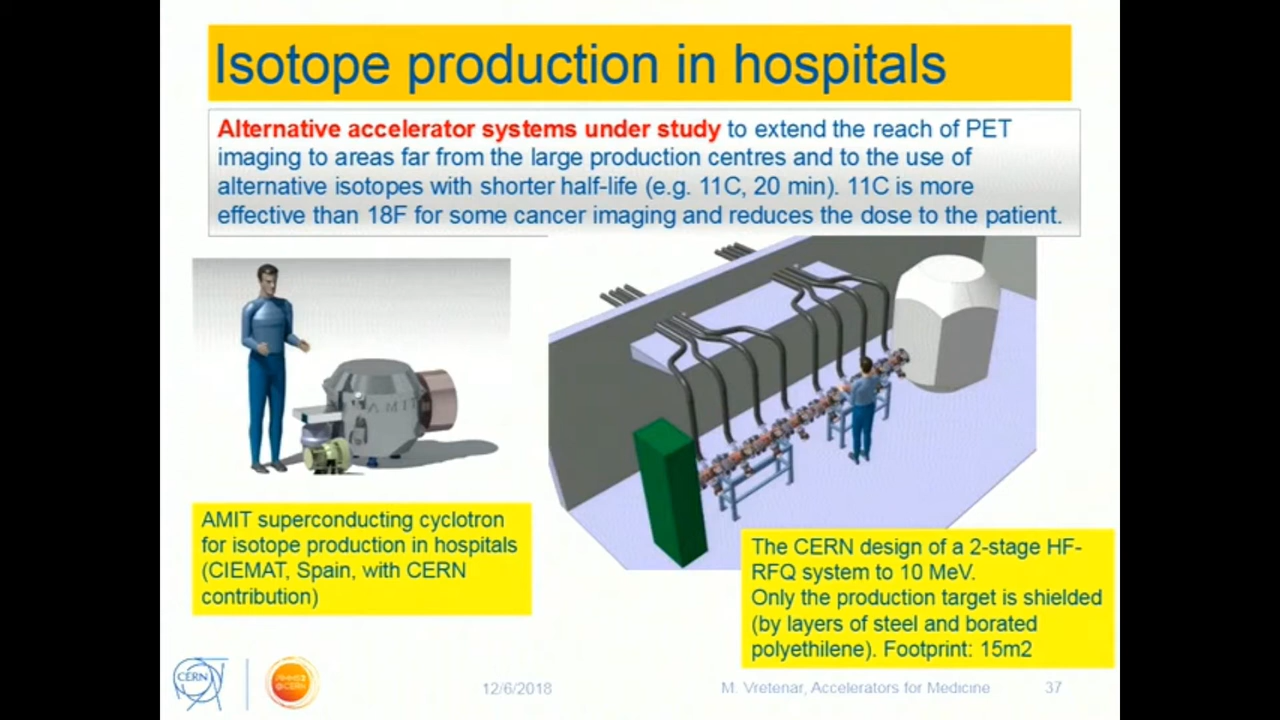 Isotope production in hospitals
Alternative accelerator systems under study to extend the reach of PET
imaging to areas far from the large production centres and to the use of
alternative isotopes with shorter half-life (e.g. 11C, 20 min). 11C is more
effective than 18F for some cancer imaging and reduces the dose to the patient.
AMIT
AMIT superconducting cyclotron
for isotope production in hospitals
(CIEMAT, Spain, with CERN
contribution)
The CERN design of a 2-stage HF-
RFQ system to 10 MeV.
Only the production target is shielded
(by layers of steel and borated
polyethilene). Footprint: 15m2
CERN
@CERN
12/6/2018
M. Vretenar, Accelerators for Medicine
37